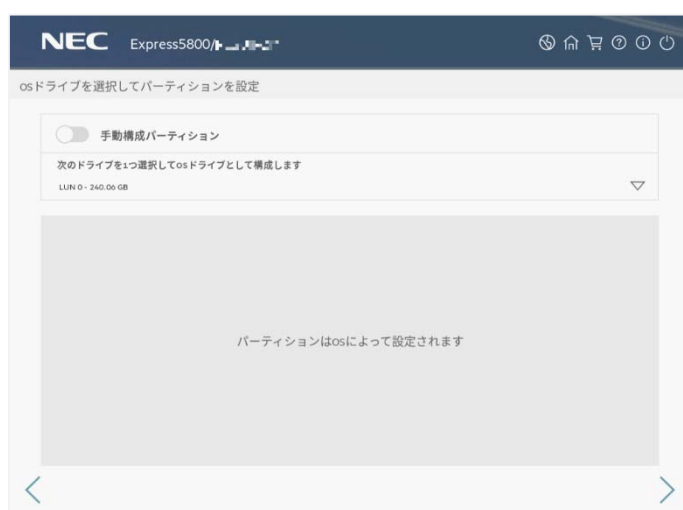 NEC Express5800/
OSドライブを選択してパーティションを設定
手動構成パーティション
次のドライブを1つ選択してOSドライブとして構成します
LUN 0 - 240.06 GB
パーティションはOSによって設定されます